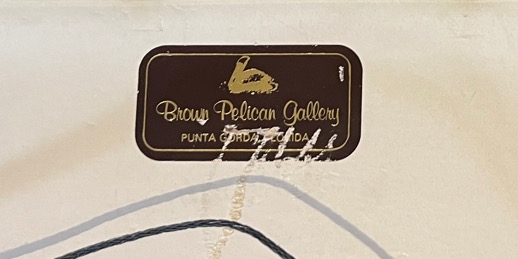 Brown Pelican Gallery
PUNTA GORDA, FLORIDA